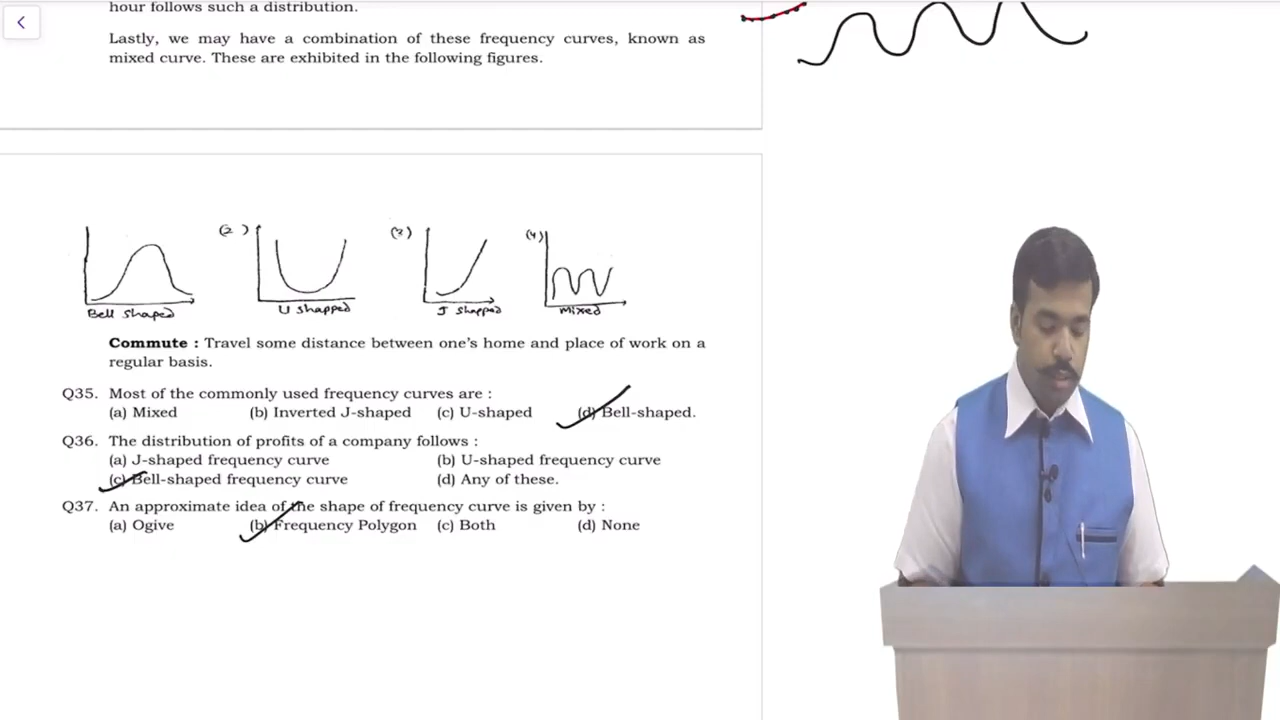 hour follows such a distribution.
Lastly, we may have a combination of these frequency curves, known as
mixed curve. These are exhibited in the following figures.
(2) (3) (4)
Bell shaped U shapped J shapped Mixed
Commute : Travel some distance between one's home and place of work on a
regular basis.
Q35. Most of the commonly used frequency curves are :
(a) Mixed (b) Inverted J-shaped (c) U-shaped (d) Bell-shaped.
Q36. The distribution of profits of a company follows :
(a) J-shaped frequency curve (b) U-shaped frequency curve
(c) Bell-shaped frequency curve (d) Any of these.
Q37. An approximate idea of the shape of frequency curve is given by :
(a) Ogive (b) Frequency Polygon (c) Both (d) None